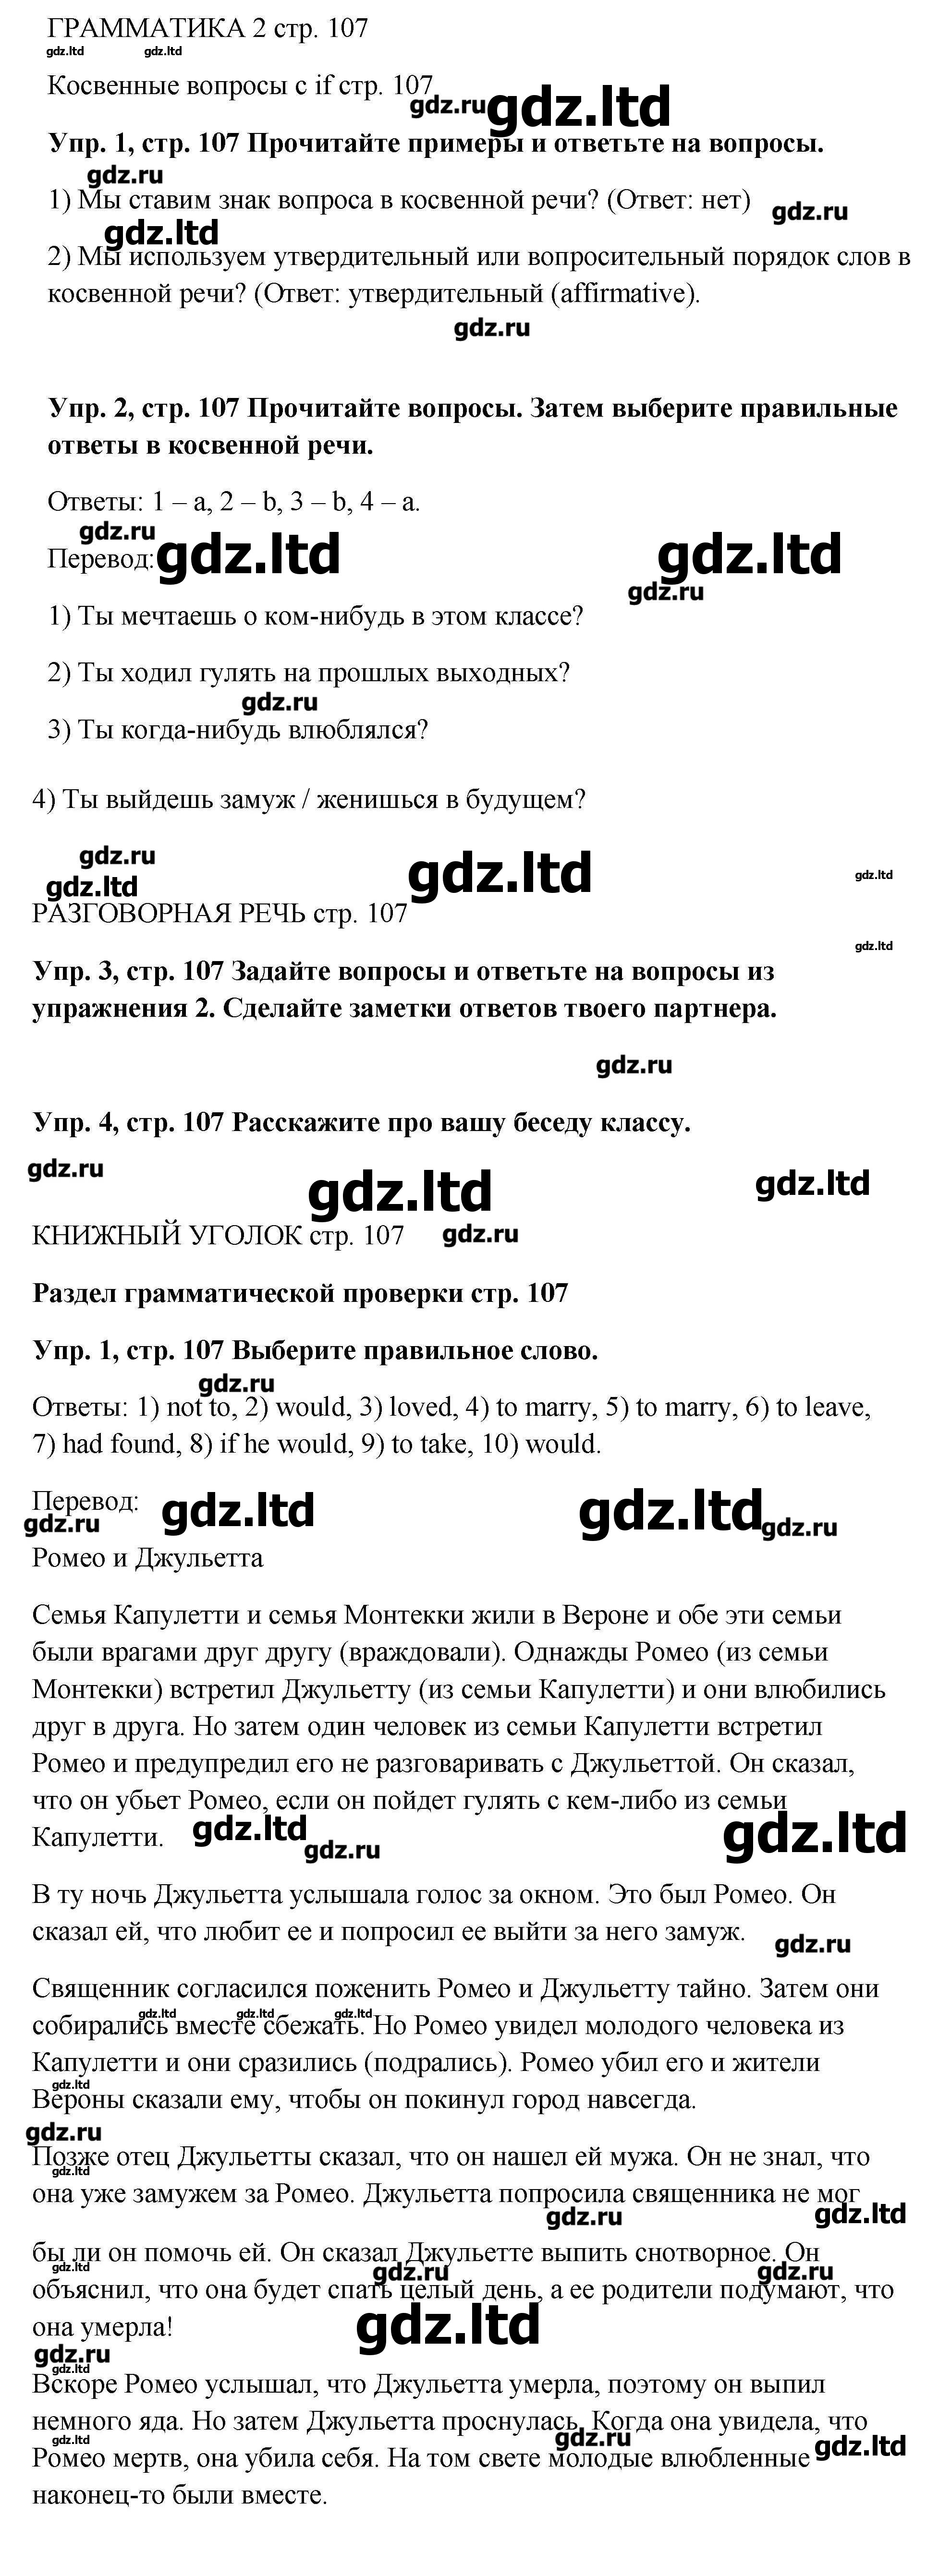 ГРАММАТИКА 2 стр. 107
gdz.ltd gdz.ltd
Косвенные вопросы с if стр. 107
gdz.ru gdz.ltd
Упр. 1, стр. 107 Прочитайте примеры и ответьте на вопросы.
gdz.ru
1) Мы ставим знак вопроса в косвенной речи? (Ответ: нет)
gdz.ru
gdz.ltd
2) Мы используем утвердительный или вопросительный порядок слов в
косвенной речи? (Ответ: утвердительный (affirmative).
gdz.ru
Упр. 2, стр. 107 Прочитайте вопросы. Затем выберите правильные
ответы в косвенной речи.
Ответы: 1 – a, 2 – b, 3 – b, 4 – a.
gdz.ru
Перевод:
gdz.ltd gdz.ltd
gdz.ru
1) Ты мечтаешь о ком-нибудь в этом классе?
2) Ты ходил гулять на прошлых выходных?
gdz.ru
3) Ты когда-нибудь влюблялся?
4) Ты выйдешь замуж / женишься в будущем?
gdz.ru
gdz.ltd gdz.ltd gdz.ltd
РАЗГОВОРНАЯ РЕЧЬ стр. 107
gdz.ltd
Упр. 3, стр. 107 Задайте вопросы и ответьте на вопросы из
упражнения 2. Сделайте заметки ответов твоего партнера.
gdz.ru
Упр. 4, стр. 107 Расскажите про вашу беседу классу.
gdz.ru gdz.ltd gdz.ltd
КНИЖНЫЙ УГОЛОК стр. 107
gdz.ru
Раздел грамматической проверки стр. 107
Упр. 1, стр. 107 Выберите правильное слово.
gdz.ru
Ответы: 1) not to, 2) would, 3) loved, 4) to marry, 5) to marry, 6) to leave,
7) had found, 8) if he would, 9) to take, 10) would.
Перевод:
gdz.ru gdz.ltd gdz.ltd gdz.ru
Ромео и Джульетта
Семья Капулетти и семья Монтекки жили в Вероне и обе эти семьи
были врагами друг другу (враждовали). Однажды Ромео (из семьи
Монтекки) встретил Джульетту (из семьи Капулетти) и они влюбились
друг в друга. Но затем один человек из семьи Капулетти встретил
Ромео и предупредил его не разговаривать с Джульеттой. Он сказал,
что он убьет Ромео, если он пойдет гулять с кем-либо из семьи
Капулетти.
gdz.ltd gdz.ru gdz.ltd
В ту ночь Джульетта услышала голос за окном. Это был Ромео. Он
сказал ей, что любит ее и попросил ее выйти за него замуж.
gdz.ru
Священник согласился поженить Ромео и Джульетту тайно. Затем они
gdz.ltd gdz.ltd gdz.ltd
собирались вместе сбежать. Но Ромео увидел молодого человека из
Капулетти и они сразились (подрались). Ромео убил его и жители
gdz.ltd
Вероны сказали ему, чтобы он покинул город навсегда.
gdz.ru
Позже отец Джульетты сказал, что он нашел ей мужа. Он не знал, что
gdz.ltd
она уже замужем за Ромео. Джульетта попросила священника не мог
gdz.ru gdz.ltd
бы ли он помочь ей. Он сказал Джульетте выпить снотворное. Он
gdz.ltd gdz.ru gdz.ru
объяснил, что она будет спать целый день, а ее родители подумают, что
она умерла!
gdz.ltd
gdz.ru
gdz.ltd
Вскоре Ромео услышал, что Джульетта умерла, поэтому он выпил
немного яда. Но затем Джульетта проснулась. Когда она увидела, что
gdz.ltd gdz.ru gdz.ltd
Ромео мертв, она убила себя. На том свете молодые влюбленные
наконец-то были вместе.